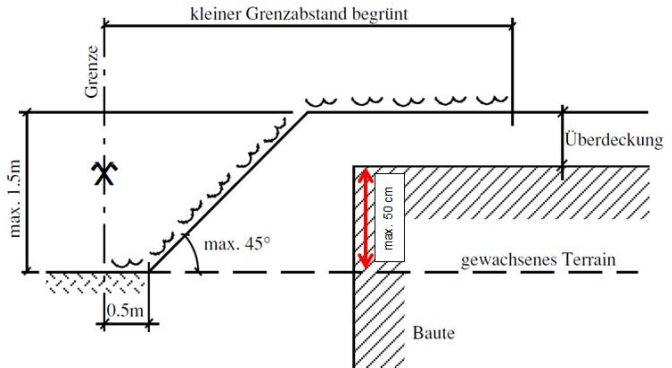 kleiner Grenzabstand begrünt
Grenze
max. 1.5m
Überdeckung
max. 50 cm
max. 45°
gewachsenes Terrain
0.5m
Baute